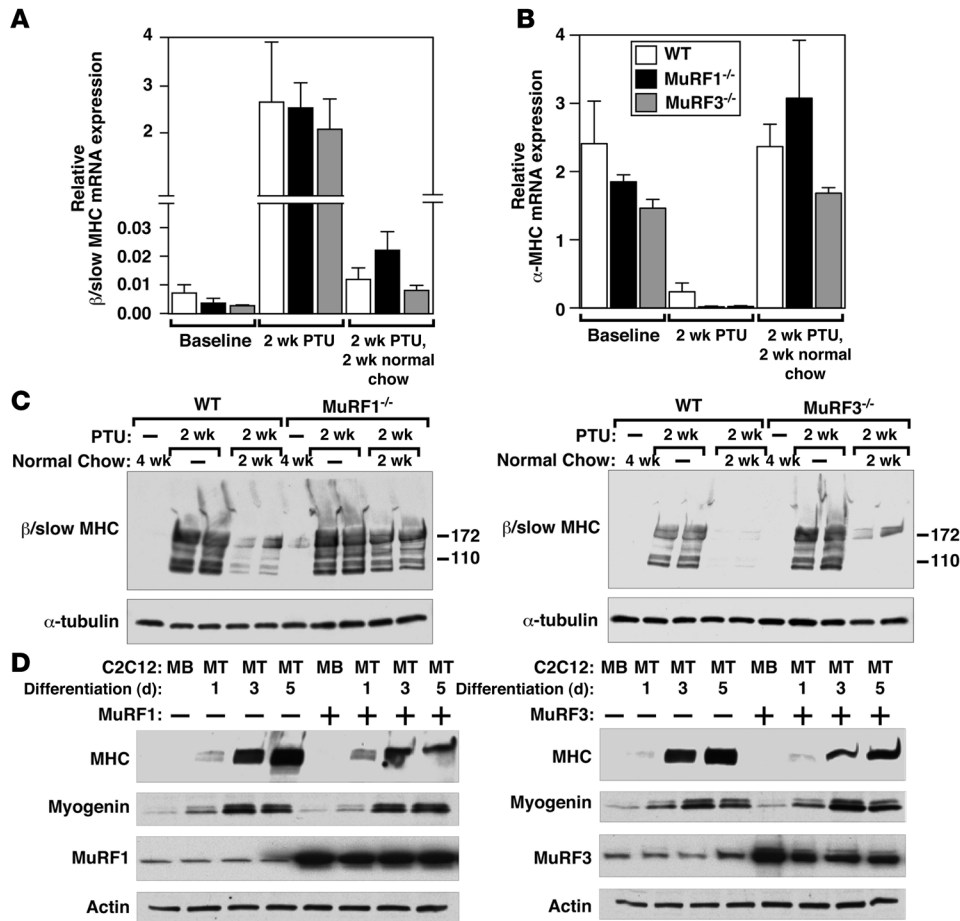 A
Relative
β/slow MHC mRNA expression
4
3
2
0.03
0.02
0.01
0.00
Baseline
2 wk PTU
2 wk PTU,
2 wk normal
chow
B
Relative
α-MHC mRNA expression
4
3
2
1
0
WT
MuRF1-/-
MuRF3-/-
Baseline
2 wk PTU
2 wk PTU,
2 wk normal
chow
C
WT MuRF1-/-
PTU: – 2 wk 2 wk – 2 wk 2 wk
Normal Chow: 4 wk – 2 wk 4 wk – 2 wk
β/slow MHC
172
110
α-tubulin
WT MuRF3-/-
PTU: – 2 wk 2 wk – 2 wk 2 wk
Normal Chow: 4 wk – 2 wk 4 wk – 2 wk
β/slow MHC
172
110
α-tubulin
D
C2C12: MB MT MT MT MB MT MT MT
Differentiation (d): 1 3 5 1 3 5
MuRF1: – – – – + + + +
MHC
Myogenin
MuRF1
Actin
C2C12: MB MT MT MT MB MT MT MT
Differentiation (d): 1 3 5 1 3 5
MuRF3: – – – – + + + +
MHC
Myogenin
MuRF3
Actin